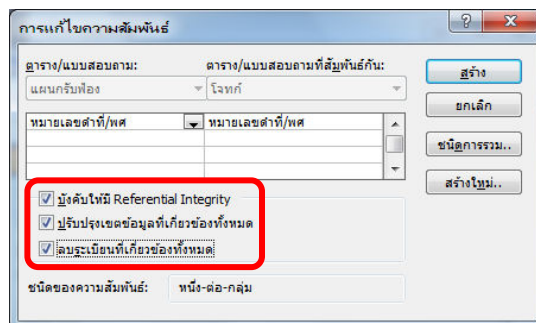 การแก้ไขความสัมพันธ์
ตาราง/แบบสอบถาม:
ตาราง/แบบสอบถามที่สัมพันธ์กัน:
สร้าง
แผนกรับฟ้อง
โจทก์
ยกเลิก
หมายเลขดำที่/พศ
หมายเลขดำที่/พศ
ชนิดการรวม..
สร้างใหม่..
บังคับให้มี Referential Integrity
ปรับปรุงเขตข้อมูลที่เกี่ยวข้องทั้งหมด
ลบระเบียนที่เกี่ยวข้องทั้งหมด
ชนิดของความสัมพันธ์:
หนึ่ง-ต่อ-กลุ่ม